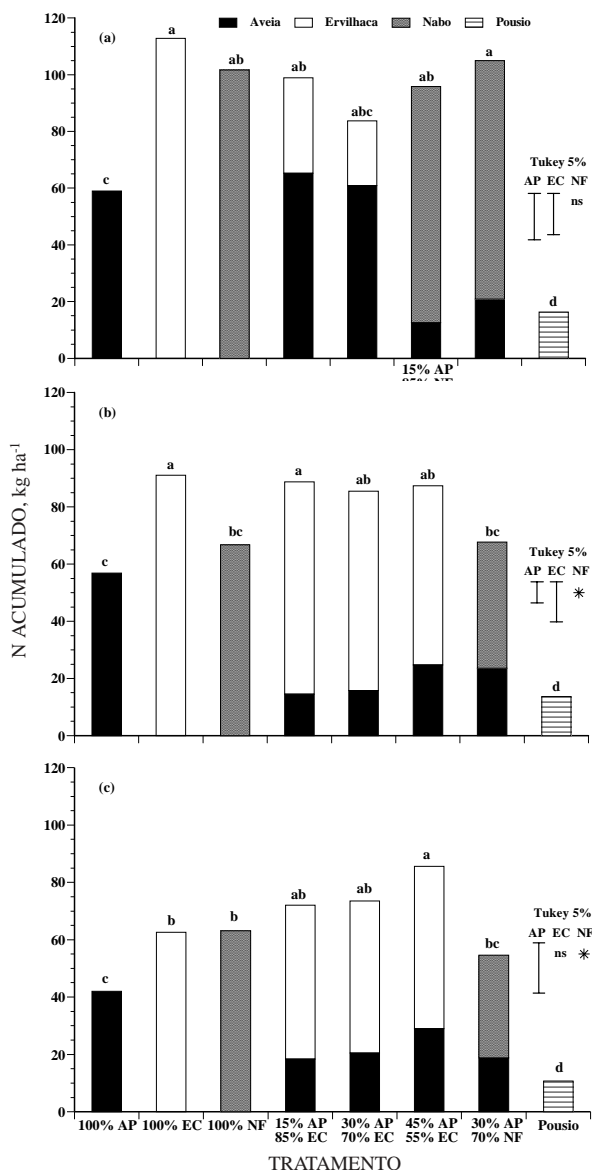 Aveia Ervilhaca Nabo Pousio
120
(a)
a
ab
ab
abc
ab
a
c
d
100
80
60
40
20
0
Tukey 5%
AP EC NF
ns
15% AP
85% NF
120
(b)
a
a
ab
ab
bc
bc
c
d
100
80
60
40
20
0
Tukey 5%
AP EC NF
N ACUMULADO, kg ha⁻¹
120
(c)
a
ab
ab
b
b
bc
c
d
100
80
60
40
20
0
Tukey 5%
AP EC NF
ns
100% AP 100% EC 100% NF 15% AP 30% AP 45% AP 30% AP Pousio
85% EC 70% EC 55% EC 70% NF
TRATAMENTO